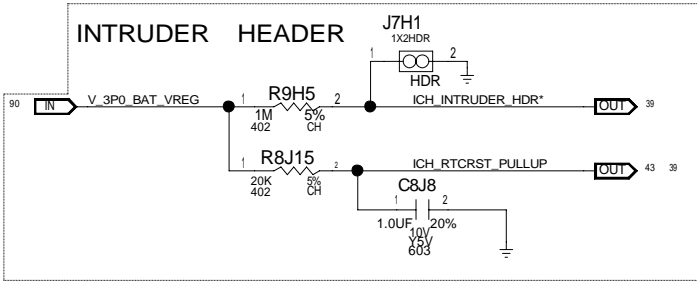 INTRUDER HEADER
J7H1
1X2HDR
1 2
HDR
90 IN V_3P0_BAT_VREG
1 R9H5 2
1M 5%
402 CH
ICH_INTRUDER_HDR* OUT 39
1 R8J15 2
20K 5%
402 CH
ICH_RTCRST_PULLUP OUT 43 39
C8J8
1 2
1.0UF 20%
10V
Y5V
603